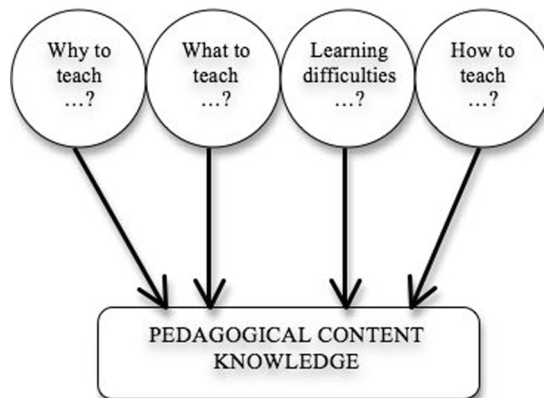 Why to
teach
...?
What to
teach
...?
Learning
difficulties
...?
How to
teach
...?
PEDAGOGICAL CONTENT
KNOWLEDGE